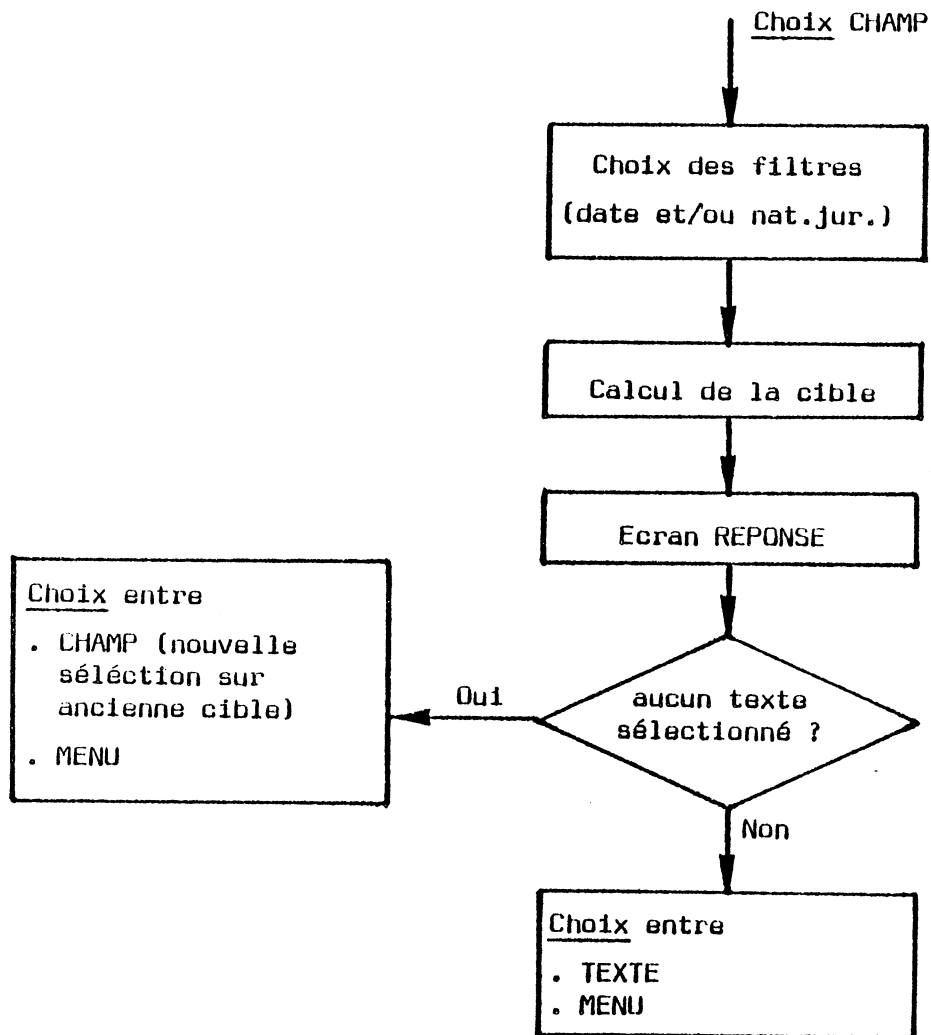 Choix CHAMP
Choix des filtres
(date et/ou nat.jur.)
Calcul de la cible
Ecran REPONSE
aucun texte
sélectionné ?
Oui
Choix entre
. CHAMP (nouvelle
séléction sur
ancienne cible)
. MENU
Non
Choix entre
. TEXTE
. MENU